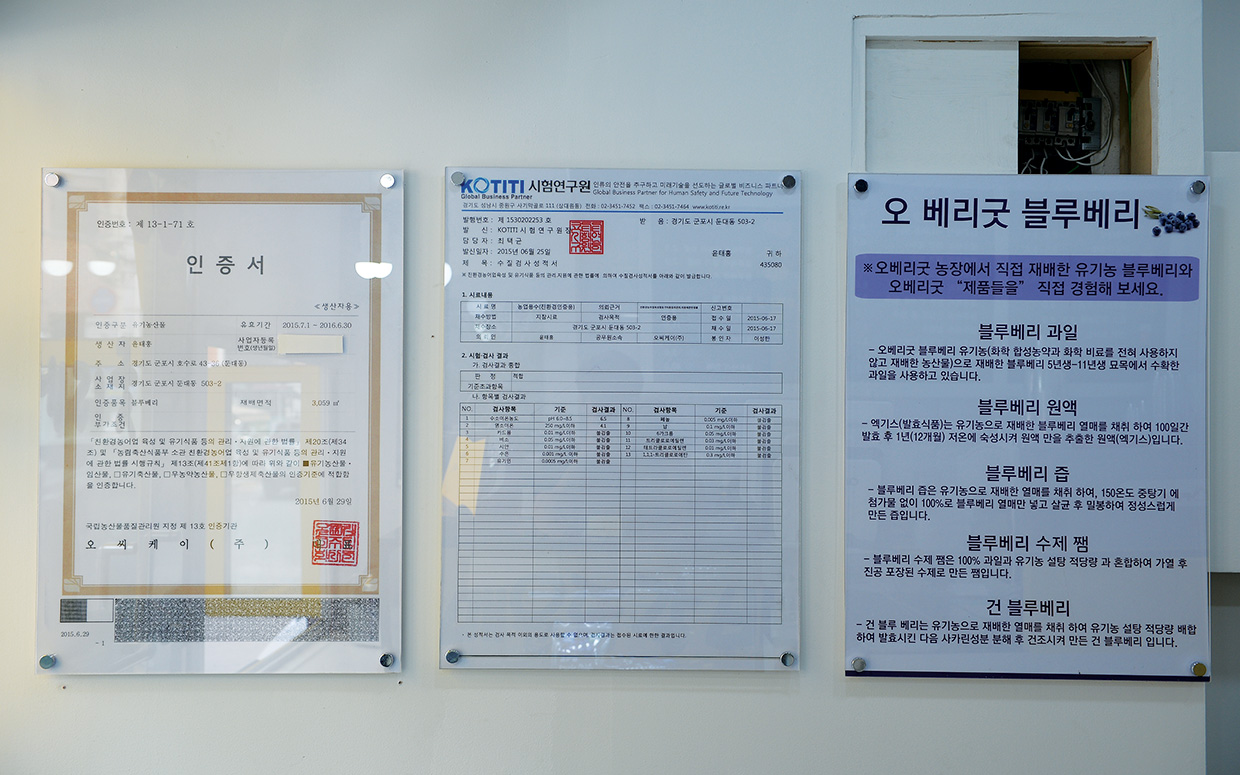 인증번호 : 제 13-1-71 호
인 증 서
≪생산자용≫
인증구분 유기농산물 유효기간 2015.7.1 ~ 2016.6.30
생 산 자 윤태홍 사업자등록
번호(생년월일)
주 소 경기도 군포시 호수로 (둔대동)
사 업 장
소 재 지 경기도 군포시 둔대동 503-2
인증품목 블루베리 재배면적 3,059 ㎡
인 증
부가조건
「친환경농어업 육성 및 유기식품 등의 관리·지원에 관한 법률」 제20조(제34
조) 및 「농림축산식품부 소관 친환경농어업 육성 및 유기식품 등의 관리·지원
에 관한 법률 시행규칙」 제13조(제41조제1항)에 따라 위와 같이 ■유기농산물·
임산물, □유기축산물, □무농약농산물, □무항생제축산물의 인증기준에 적합함
을 인증합니다.
2015년 6월 29일
국립농산물품질관리원 지정 제 13호 인증기관
오 씨 케 이 ( 주 )
2015.6.29
- 1
KOTITI 시험연구원 인류의 안전을 추구하고 미래기술을 선도하는 글로벌 비즈니스 파트너
Global Business Partner Global Business Partner for Human Safety and Future Technology
경기도 성남시 중원구 사기막골로 111 (상대원동) 전화 : 02-3451-7452 팩스 : 02-3451-7464 www.kotiti.re.kr
발행번호 : 제 1530202253 호 받 음 : 경기도 군포시 둔대동 503-2
발 신 : KOTITI 시험연구원장
담 당 자 : 최택균 윤태홍 귀 하
발신일자 : 2015년 06월 25일 435080
제 목 : 수질검사성적서
※ 친환경농어업육성 및 유기식품 등의 관리.지원에 관한 법률에 의하여 수질검사성적서를 아래와 같이 발급합니다.
1. 시료내용
시 료 명 농업용수(친환경인증용) 의뢰근거 신고번호
채수방법 지참시료 검사목적 인증용 접 수 일 2015-06-17
채수장소 경기도 군포시 둔대동 503-2 채 수 일 2015-06-17
의 뢰 인 윤태홍 공무원소속 오씨케이(주) 봉 인 자 이상헌
2. 시험·검사 결과
가. 검사결과 종합
판 정 적합
기준초과항목
나. 항목별 검사결과
NO. 검사항목 기준 검사결과 NO. 검사항목 기준 검사결과
1 수소이온농도 pH 6.0~8.5 6.5 8 페놀 0.005 mg/L이하 불검출
2 염소이온 250 mg/L이하 4.1 9 납 0.1 mg/L이하 불검출
3 카드뮴 0.01 mg/L이하 불검출 10 6가크롬 0.05 mg/L이하 불검출
4 비소 0.05 mg/L이하 불검출 11 트리클로로에틸렌 0.03 mg/L이하 불검출
5 시안 0.01 mg/L이하 불검출 12 테트라클로로에틸렌 0.01 mg/L이하 불검출
6 수은 0.001 mg/L이하 불검출 13 1,1,1-트리클로로에탄 0.3 mg/L이하 불검출
7 유기인 0.0005 mg/L이하 불검출
- 본 성적서는 검사 목적 이외의 용도로 사용할 수 없으며, 검사결과는 접수된 시료에 한한 결과입니다.
오 베리굿 블루베리
※오베리굿 농장에서 직접 재배한 유기농 블루베리와
오베리굿 “제품들을” 직접 경험해 보세요.
블루베리 과일
- 오베리굿 블루베리 유기농(화학 합성농약과 화학 비료를 전혀 사용하지
않고 재배한 농산물)으로 재배한 블루베리 5년생-11년생 묘목에서 수확한
과일을 사용하고 있습니다.
블루베리 원액
- 엑기스(발효식품)는 유기농으로 재배한 블루베리 열매를 채취 하여 100일간
발효 후 1년(12개월) 저온에 숙성시켜 원액 만을 추출한 원액(엑기스)입니다.
블루베리 즙
- 블루베리 즙은 유기농으로 재배한 열매를 채취 하여, 150온도 중탕기 에
첨가물 없이 100%로 블루베리 열매만 넣고 살균 후 밀봉하여 정성스럽게
만든 즙입니다.
블루베리 수제 쨈
- 블루베리 수제 쨈은 100% 과일과 유기농 설탕 적당량 과 혼합하여 가열 후
진공 포장된 수제로 만든 쨈입니다.
건 블루베리
- 건 블루 베리는 유기농으로 재배한 열매를 채취 하여 유기농 설탕 적당량 배합
하여 발효시킨 다음 사카린성분 분해 후 건조시켜 만든 건 블루베리 입니다.